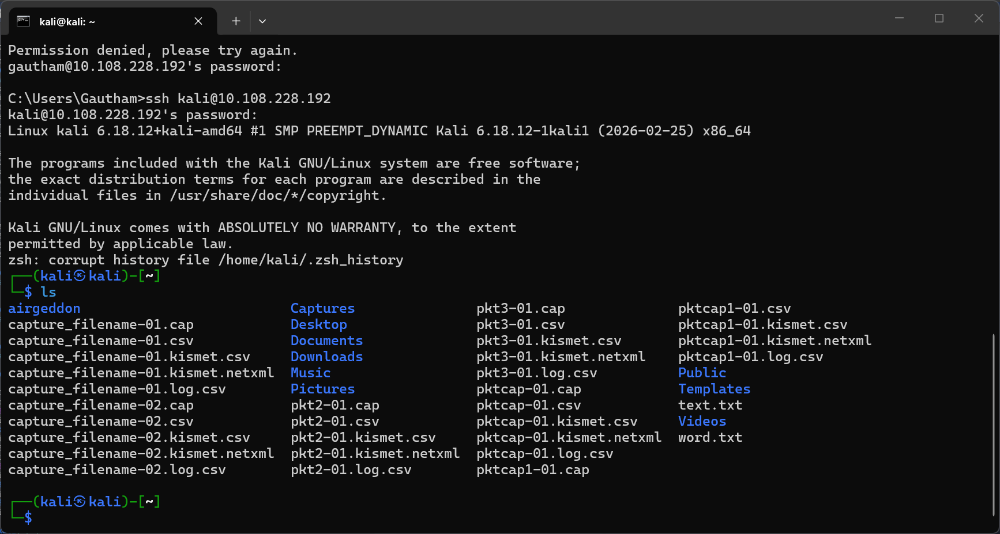 kali@kali: ~
Permission denied, please try again.
gautham@10.108.228.192's password:
C:\Users\Gautham>ssh kali@10.108.228.192
kali@10.108.228.192's password:
Linux kali 6.18.12+kali-amd64 #1 SMP PREEMPT_DYNAMIC Kali 6.18.12-1kali1 (2026-02-25) x86_64
The programs included with the Kali GNU/Linux system are free software;
the exact distribution terms for each program are described in the
individual files in /usr/share/doc/*/copyright.
Kali GNU/Linux comes with ABSOLUTELY NO WARRANTY, to the extent
permitted by applicable law.
zsh: corrupt history file /home/kali/.zsh_history
┌──(kali㉿kali)-[~]
└─$ ls
airgeddon Captures pkt3-01.cap pktcap1-01.csv
capture_filename-01.cap Desktop pkt3-01.csv pktcap1-01.kismet.csv
capture_filename-01.csv Documents pkt3-01.kismet.csv pktcap1-01.kismet.netxml
capture_filename-01.kismet.csv Downloads pkt3-01.kismet.netxml pktcap1-01.log.csv
capture_filename-01.kismet.netxml Music pkt3-01.log.csv Public
capture_filename-01.log.csv Pictures pktcap-01.cap Templates
capture_filename-02.cap pkt2-01.cap pktcap-01.csv text.txt
capture_filename-02.csv pkt2-01.csv pktcap-01.kismet.csv Videos
capture_filename-02.kismet.csv pkt2-01.kismet.csv pktcap-01.kismet.netxml word.txt
capture_filename-02.kismet.netxml pkt2-01.kismet.netxml pktcap-01.log.csv
capture_filename-02.log.csv pkt2-01.log.csv pktcap1-01.cap
┌──(kali㉿kali)-[~]
└─$